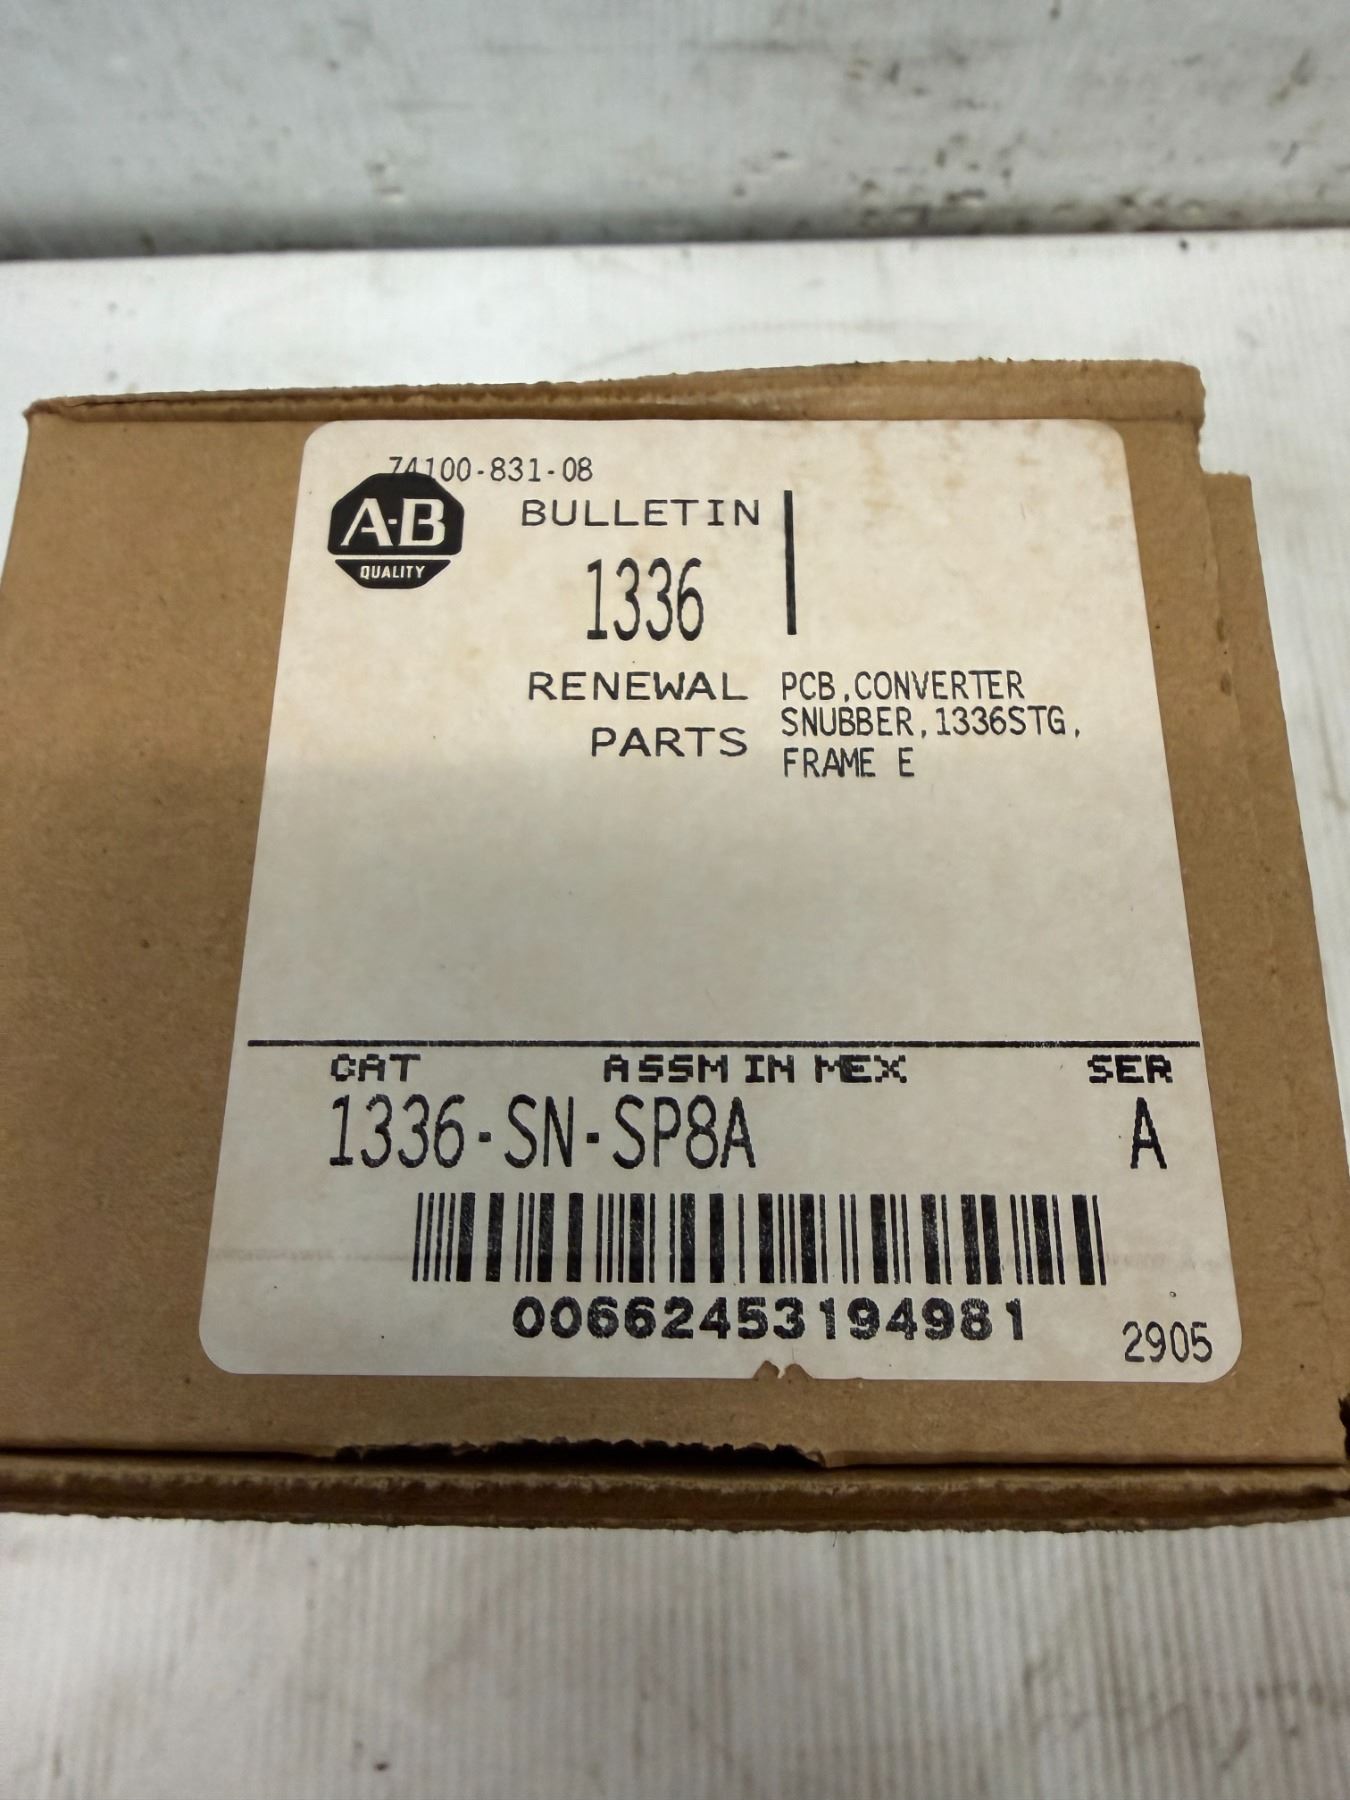 74100-831-08
A-B
QUALITY
BULLETIN
1336
RENEWAL
PARTS
PCB,CONVERTER
SNUBBER,1336STG,
FRAME E
CAT ASSM IN MEX SER
1336-SN-SP8A A
00662453194981
2905